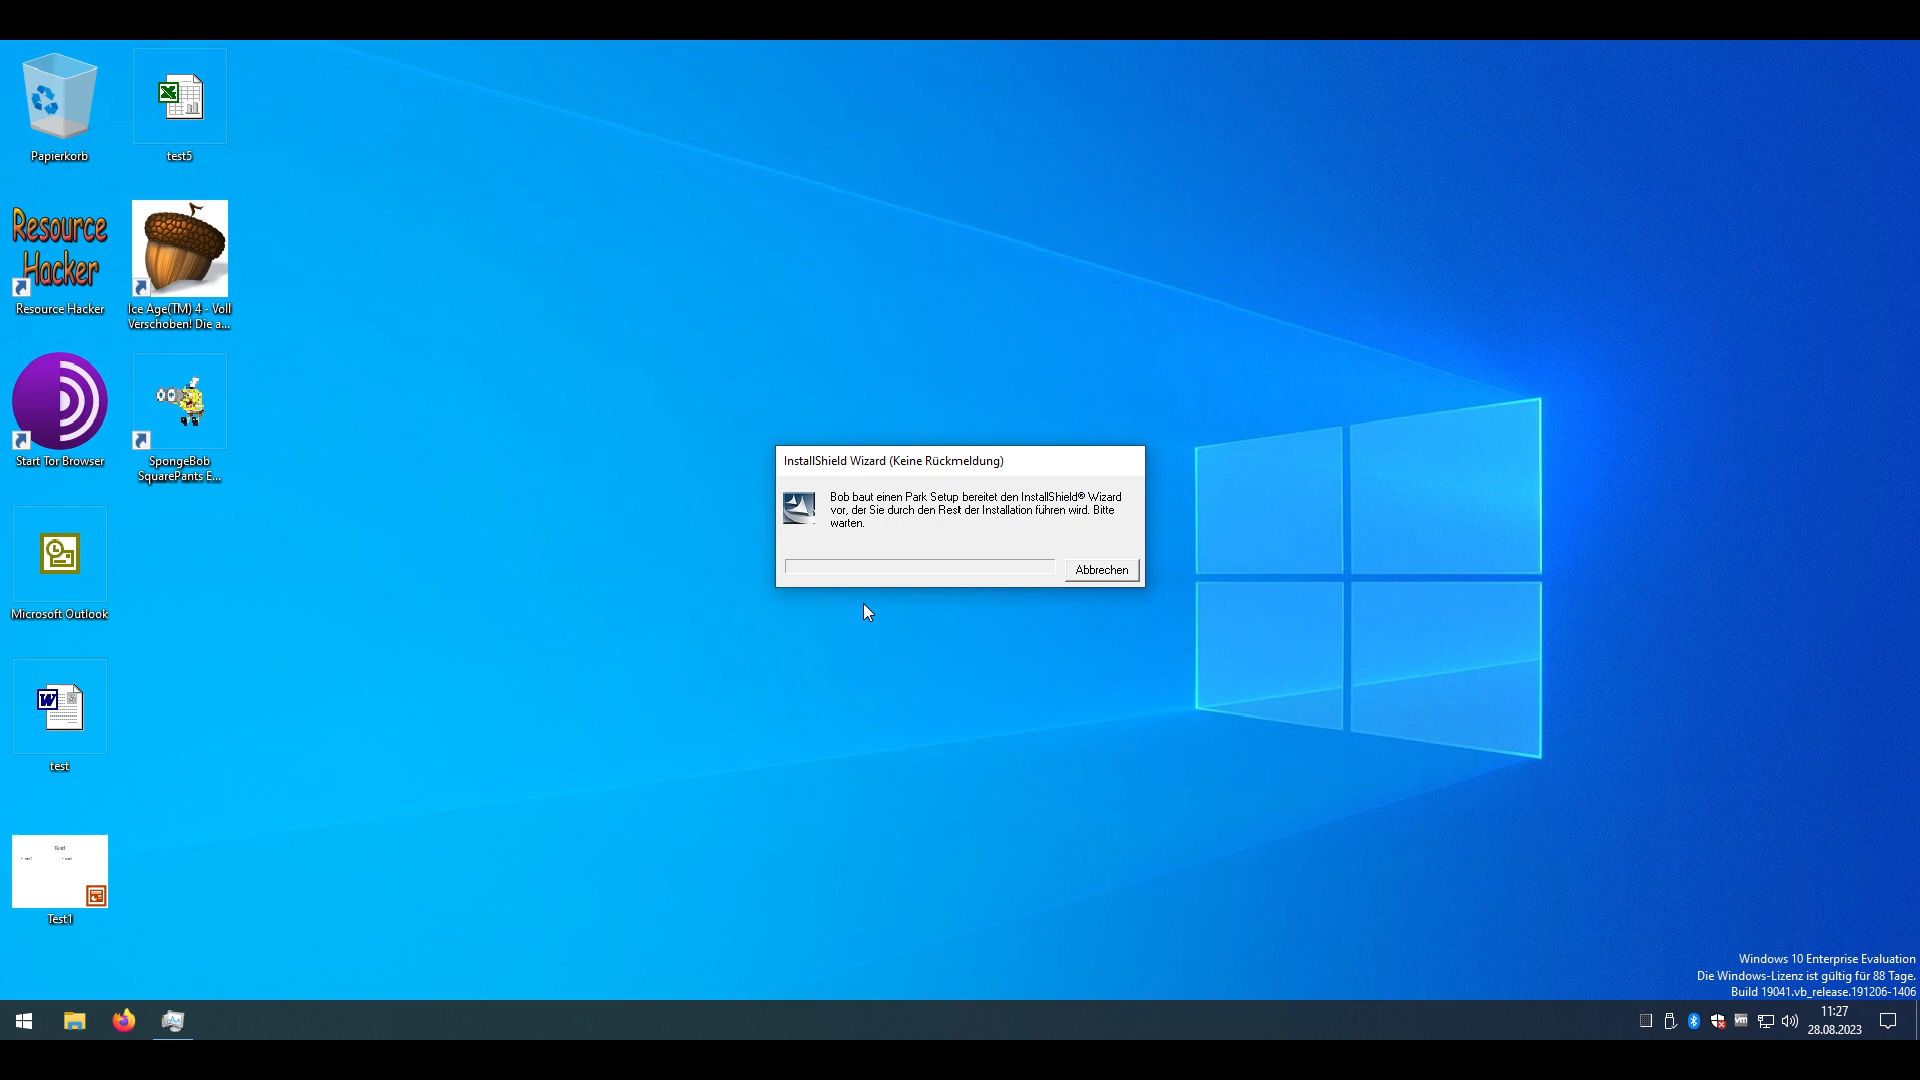 Papierkorb
test5
Resource
Hacker
Resource Hacker
Ice Age(TM) 4 - Voll
Verschoben! Die a...
Start Tor Browser
SpongeBob
SquarePants E...
Microsoft Outlook
test
Test1
InstallShield Wizard (Keine Rückmeldung)
Bob baut einen Park Setup bereitet den InstallShield® Wizard
vor, der Sie durch den Rest der Installation führen wird. Bitte
warten.
Abbrechen
Windows 10 Enterprise Evaluation
Die Windows-Lizenz ist gültig für 88 Tage.
Build 19041.vb_release.191206-1406
11:27
28.08.2023